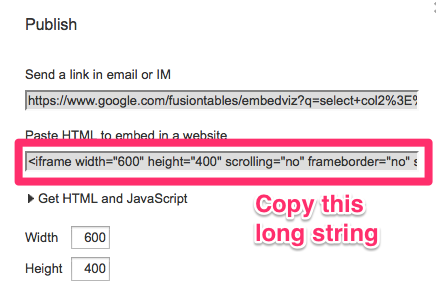 Publish
Send a link in email or IM
https://www.google.com/fusiontables/embedviz?q=select+col2%3E%
Paste HTML to embed in a website
<iframe width="600" height="400" scrolling="no" frameborder="no" s
Get HTML and JavaScript
Copy this
long string
Width 600
Height 400